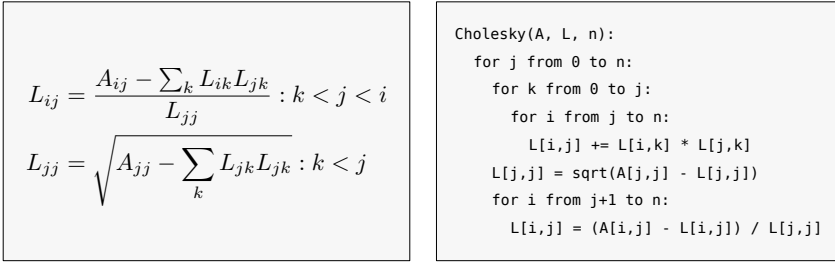 L_{ij} = \frac{A_{ij} - \sum_k L_{ik} L_{jk}}{L_{jj}} : k < j < i
L_{jj} = \sqrt{A_{jj} - \sum_k L_{jk} L_{jk}} : k < j
Cholesky(A, L, n):
for j from 0 to n:
for k from 0 to j:
for i from j to n:
L[i,j] += L[i,k] * L[j,k]
L[j,j] = sqrt(A[j,j] - L[j,j])
for i from j+1 to n:
L[i,j] = (A[i,j] - L[i,j]) / L[j,j]